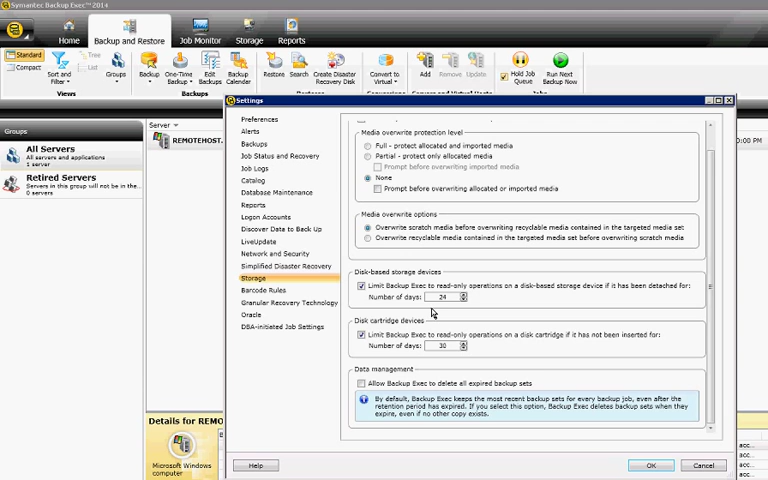 Symantec Backup Exec™ 2014
Home
Backup and Restore
Job Monitor
Storage
Reports
Standard
Compact
Sort and Filter
Tree
List
Groups
Views
Backup
One-Time Backup
Edit Backups
Backup Calendar
Backups
Restore
Search
Create Disaster Recovery Disk
Convert to Virtual
Add
Remove
Update
Hold Job Queue
Run Next Backup Now
Groups
All Servers
All servers and applications
1 server
Retired Servers
Servers in this group will not be in the...
0 servers
Server
REMOTEHOST.
0:00 PM
Settings
Preferences
Alerts
Backups
Job Status and Recovery
Job Logs
Catalog
Database Maintenance
Reports
Logon Accounts
Discover Data to Back Up
LiveUpdate
Network and Security
Simplified Disaster Recovery
Storage
Barcode Rules
Granular Recovery Technology
Oracle
DBA-initiated Job Settings
Media overwrite protection level
Full - protect allocated and imported media
Partial - protect only allocated media
Prompt before overwriting imported media
None
Prompt before overwriting allocated or imported media
Media overwrite options
Overwrite scratch media before overwriting recyclable media contained in the targeted media set
Overwrite recyclable media contained in the targeted media set before overwriting scratch media
Disk-based storage devices
Limit Backup Exec to read-only operations on a disk-based storage device if it has been detached for:
Number of days: 24
Disk cartridge devices
Limit Backup Exec to read-only operations on a disk cartridge if it has not been inserted for:
Number of days: 30
Data management
Allow Backup Exec to delete all expired backup sets
By default, Backup Exec keeps the most recent backup sets for every backup job, even after the
retention period has expired. If you select this option, Backup Exec deletes backup sets when they
expire, even if no other copy exists.
Help
OK
Cancel
Details for REMO
Microsoft Windows
computer
acc...
acc...
acc...
acc...